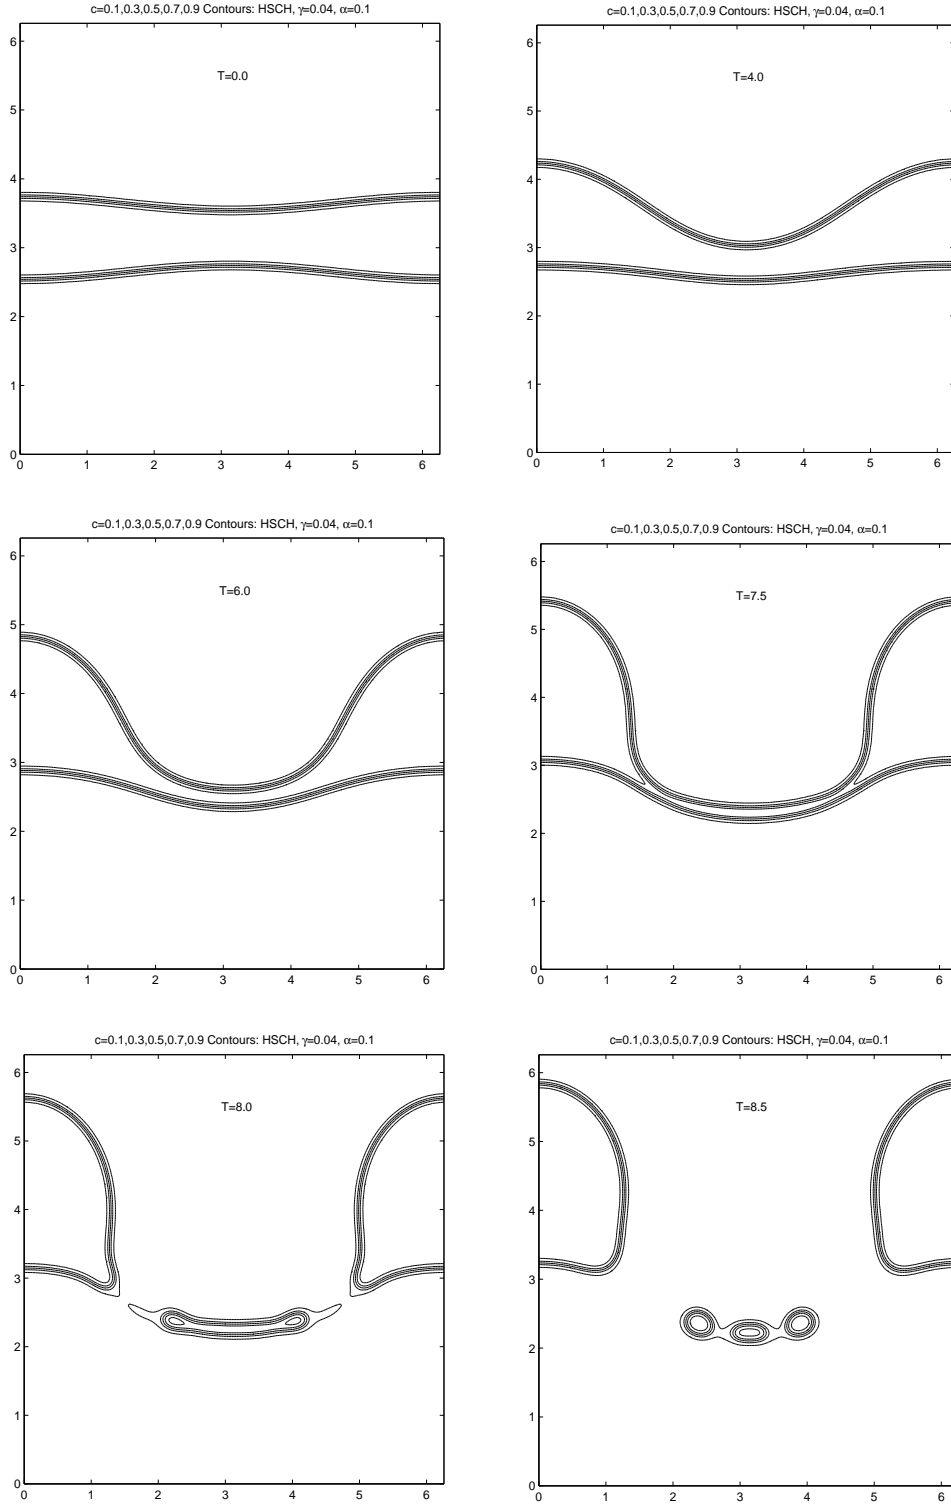 c=0.1,0.3,0.5,0.7,0.9 Contours: HSCH, γ=0.04, α=0.1
T=0.0
6
5
4
3
2
1
0
0 1 2 3 4 5 6
c=0.1,0.3,0.5,0.7,0.9 Contours: HSCH, γ=0.04, α=0.1
T=4.0
6
5
4
3
2
1
0
0 1 2 3 4 5 6
c=0.1,0.3,0.5,0.7,0.9 Contours: HSCH, γ=0.04, α=0.1
T=6.0
6
5
4
3
2
1
0
0 1 2 3 4 5 6
c=0.1,0.3,0.5,0.7,0.9 Contours: HSCH, γ=0.04, α=0.1
T=7.5
6
5
4
3
2
1
0
0 1 2 3 4 5 6
c=0.1,0.3,0.5,0.7,0.9 Contours: HSCH, γ=0.04, α=0.1
T=8.0
6
5
4
3
2
1
0
0 1 2 3 4 5 6
c=0.1,0.3,0.5,0.7,0.9 Contours: HSCH, γ=0.04, α=0.1
T=8.5
6
5
4
3
2
1
0
0 1 2 3 4 5 6